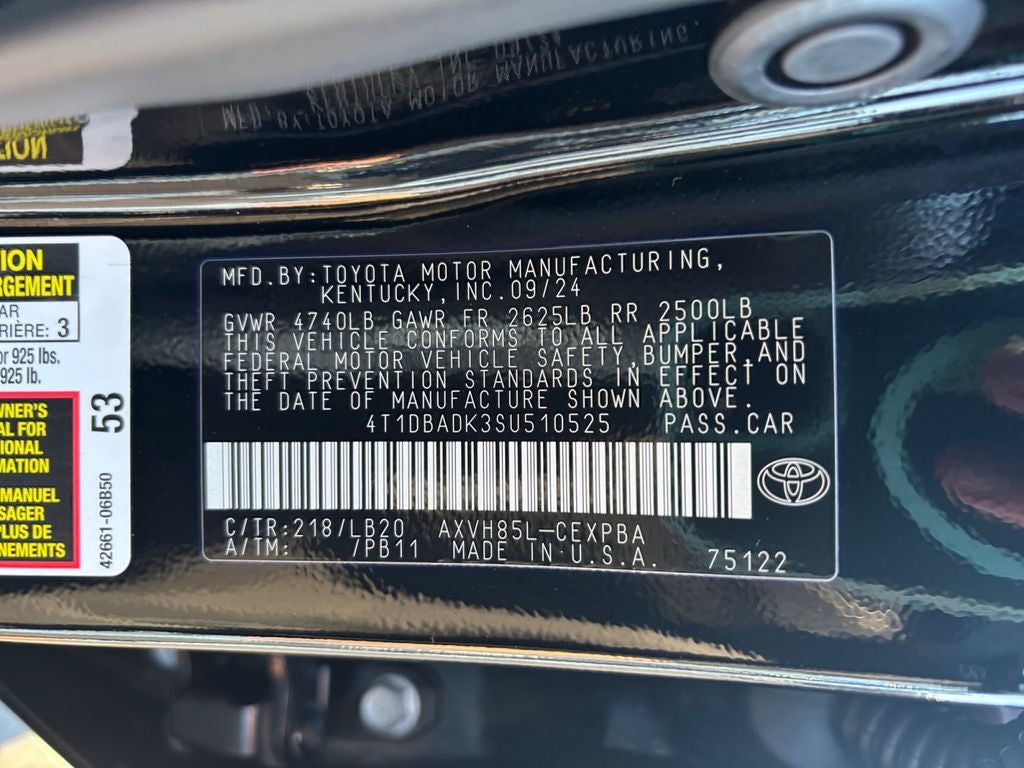 MFD. BY: TOYOTA MOTOR MANUFACTURING,
KENTUCKY, INC. 09/24
GVWR 4740LB GAWR FR 2625LB RR 2500LB
THIS VEHICLE CONFORMS TO ALL APPLICABLE
FEDERAL MOTOR VEHICLE SAFETY, BUMPER, AND
THEFT PREVENTION STANDARDS IN EFFECT ON
THE DATE OF MANUFACTURE SHOWN ABOVE.
4T1DBADK3SU510525 PASS. CAR
C/TR: 218/LB20 AXVH85L-CEXPBA
A/TM: /PB11 MADE IN U.S.A. 75122
RIÈRE: 3
or 925 lbs.
925 lb.
WNER'S
AL FOR
IONAL
MATION
MANUEL
SAGER
PLUS DE
NEMENTS
53
42661-06B50